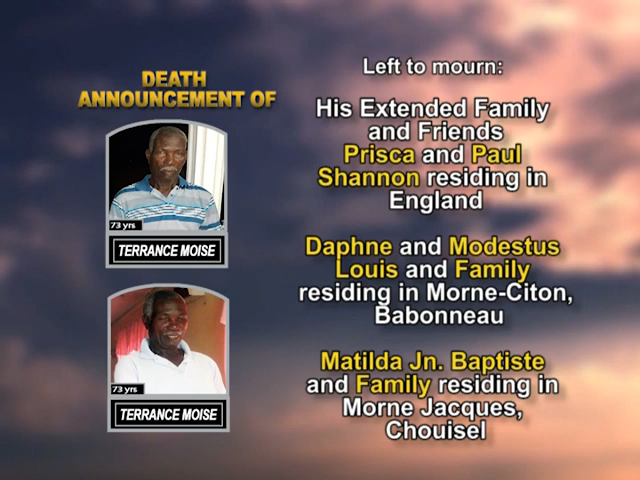 DEATH
ANNOUNCEMENT OF
73 yrs
TERRANCE MOISE
73 yrs
TERRANCE MOISE
Left to mourn:
His Extended Family
and Friends
Prisca and Paul
Shannon residing in
England
Daphne and Modestus
Louis and Family
residing in Morne-Citon,
Babonneau
Matilda Jn. Baptiste
and Family residing in
Morne Jacques,
Chouisel